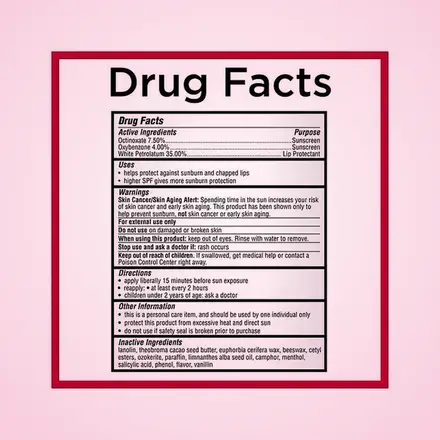 Drug Facts
Drug Facts
Active Ingredients Purpose
Octinoxate 7.50%........Sunscreen
Oxybenzone 4.00%........Sunscreen
White Petrolatum 35.00%........Lip Protectant
Uses
• helps protect against sunburn and chapped lips
• higher SPF gives more sunburn protection
Warnings
Skin Cancer/Skin Aging Alert: Spending time in the sun increases your risk
of skin cancer and early skin aging. This product has been shown only to
help prevent sunburn, not skin cancer or early skin aging.
For external use only
Do not use on damaged or broken skin
When using this product: keep out of eyes. Rinse with water to remove.
Stop use and ask a doctor if: rash occurs
Keep out of reach of children. If swallowed, get medical help or contact a
Poison Control Center right away.
Directions
• apply liberally 15 minutes before sun exposure
• reapply: • at least every 2 hours
• children under 2 years of age: ask a doctor
Other Information
• this is a personal care item, and should be used by one individual only
• protect this product from excessive heat and direct sun
• do not use if safety seal is broken prior to purchase
Inactive Ingredients
lanolin, theobroma cacao seed butter, euphorbia cerifera wax, beeswax, cetyl
esters, ozokerite, paraffin, limnanthes alba seed oil, camphor, menthol,
salicylic acid, phenol, flavor, vanillin